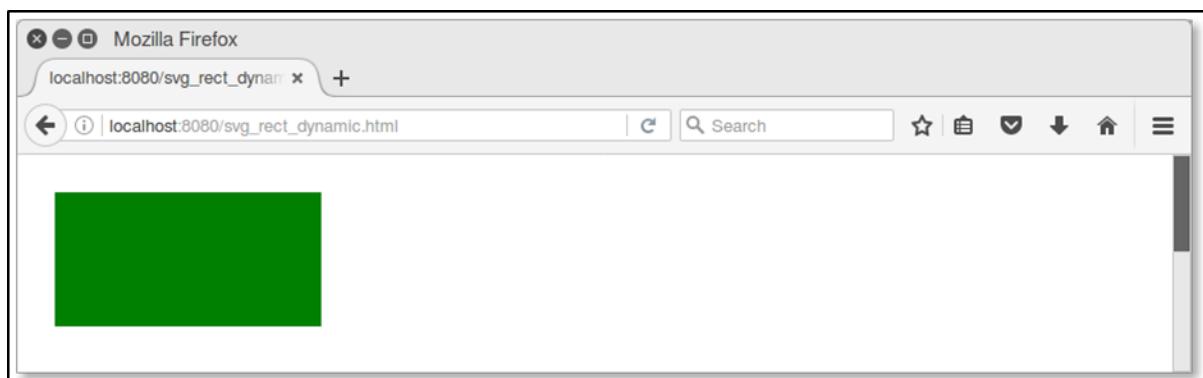 Mozilla Firefox
localhost:8080/svg_rect_dynam
localhost:8080/svg_rect_dynamic.html
Search